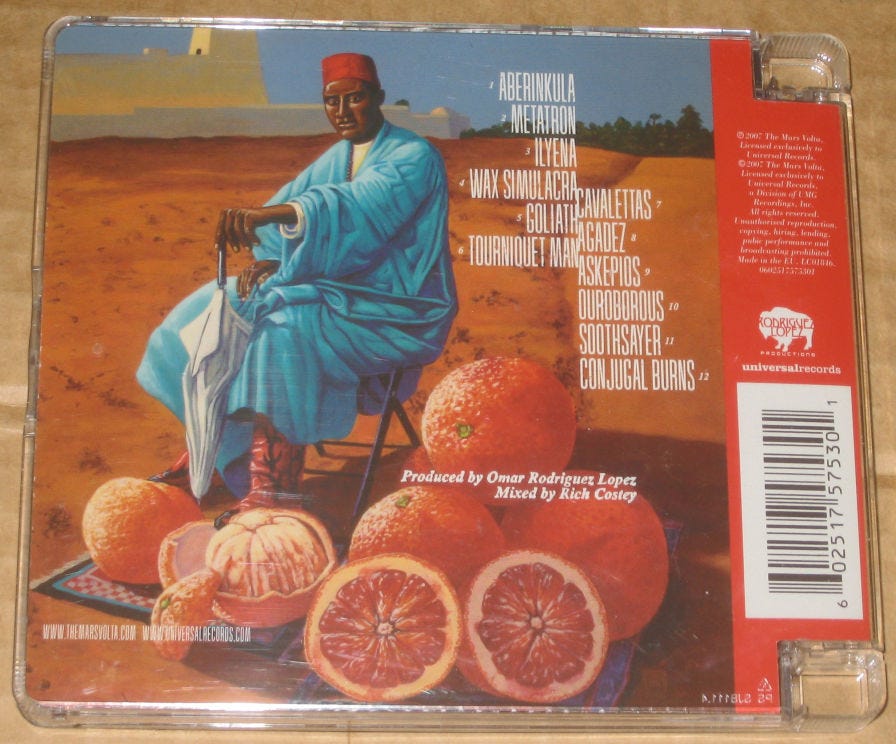 1 ABERINKULA
2 METATRON
3 ILYENA
4 WAX SIMULACRA
5 GOLIATH
6 TOURNIQUET MAN
CAVALETTAS 7
AGADEZ 8
ASKEPIOS 9
OUROBOROUS 10
SOOTHSAYER 11
CONJUGAL BURNS 12
Produced by Omar Rodriguez Lopez
Mixed by Rich Costey
WWW.THEMARSVOLTA.COM WWW.UNIVERSALRECORDS.COM
℗ 2007 The Mars Volta,
Licensed exclusively to
Universal Records.
© 2007 The Mars Volta,
Licensed exclusively to
Universal Records,
a Division of UMG
Recordings, Inc.
All rights reserved.
Unauthorised reproduction,
copying, hiring, lending,
pubic performance and
broadcasting prohibited.
Made in the EU. LC01846.
0602517575301
RODRIGUEZ
LOPEZ
PRODUCTIONS
universalrecords
6 02517 57530 1